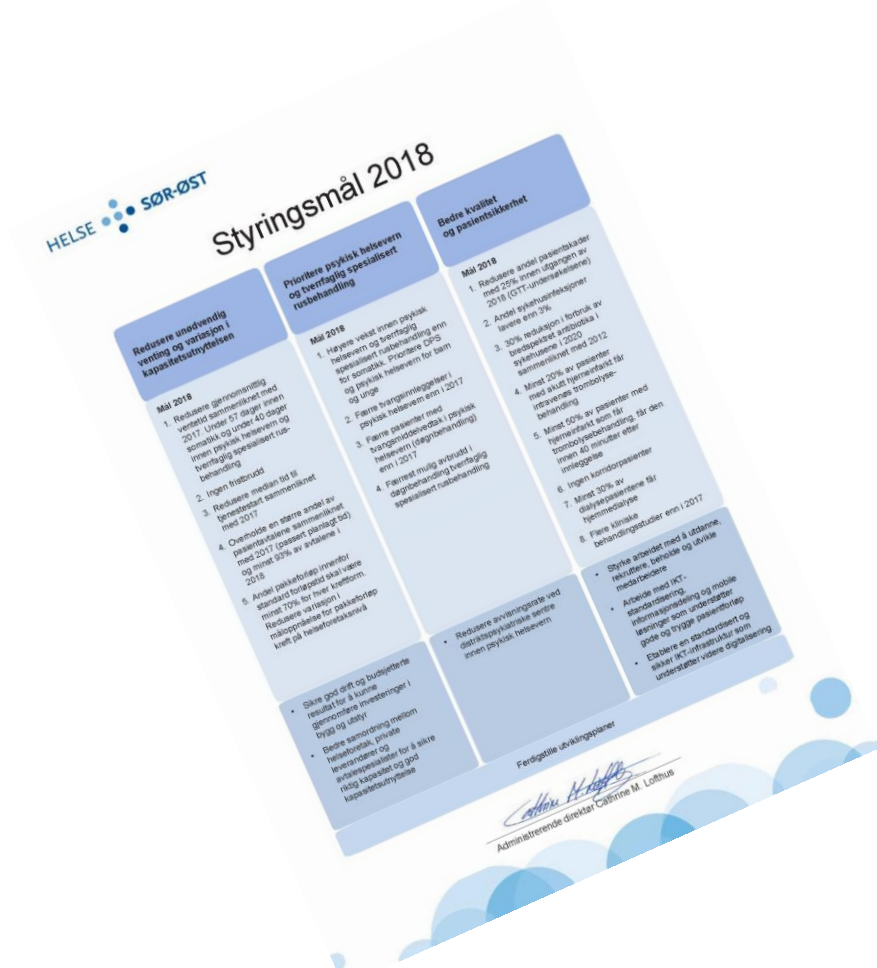 HELSE SØR-ØST
Styringsmål 2018
Redusere unødvendig
venting og variasjon i
kapasitetsutnyttelsen
Mål 2018
1. Redusere gjennomsnittlig
ventetid sammenliknet med
2017. Under 57 dager innen
somatikk og under 40 dager
innen psykisk helsevern og
tverrfaglig spesialisert rus-
behandling
2. Ingen fristbrudd
3. Redusere median tid til
tjenestestart sammenliknet
med 2017
4. Overholde en større andel av
pasientavtalene sammenliknet
med 2017 (passert planlagt tid)
og minst 93% av avtalene i
2018
5. Andel pakkeforløp innenfor
standard forløpstid skal være
minst 70% for hver kreftform.
Redusere variasjon i
måloppnåelse for pakkeforløp
kreft på helseforetaksnivå
• Sikre god drift og budsjetterte
resultat for å kunne
gjennomføre investeringer i
bygg og utstyr
• Bedre samordning mellom
helseforetak, private
leverandører og
avtalespesialister for å sikre
riktig kapasitet og god
kapasitetsutnyttelse
Prioritere psykisk helsevern
og tverrfaglig spesialisert
rusbehandling
Mål 2018
1. Høyere vekst innen psykisk
helsevern og tverrfaglig
spesialisert rusbehandling enn
for somatikk. Prioritere DPS
og psykisk helsevern for barn
og unge
2. Færre tvangsinnleggelser i
psykisk helsevern enn i 2017
3. Færre pasienter med
tvangsmiddelvedtak i psykisk
helsevern (døgnbehandling)
enn i 2017
4. Færrest mulig avbrudd i
døgnbehandling tverrfaglig
spesialisert rusbehandling
• Redusere avvisningsrate ved
distriktspsykiatriske sentre
innen psykisk helsevern
Bedre kvalitet
og pasientsikkerhet
Mål 2018
1. Redusere andel pasientskader
med 25% innen utgangen av
2018 (GTT-undersøkelsene)
2. Andel sykehusinfeksjoner
lavere enn 3%
3. 30% reduksjon i forbruk av
bredspektret antibiotika i
sykehusene i 2020
sammenliknet med 2012
4. Minst 20% av pasienter
med akutt hjerneinfarkt får
intravenøs trombolyse-
behandling
5. Minst 50% av pasienter med
hjerneinfarkt som får
trombolysebehandling, får den
innen 40 minutter etter
innleggelse
6. Ingen korridorpasienter
7. Minst 30% av
dialysepasientene får
hjemmedialyse
8. Flere kliniske
behandlingsstudier enn i 2017
• Styrke arbeidet med å utdanne,
rekruttere, beholde og utvikle
medarbeidere
• Arbeide med IKT-
standardisering,
informasjonsdeling og mobile
løsninger som understøtter
gode og trygge pasientforløp
• Etablere en standardisert og
sikker IKT-infrastruktur som
understøtter videre digitalisering
Ferdigstille utviklingsplaner
Cathrine M. Lofthus
Administrerende direktør Cathrine M. Lofthus